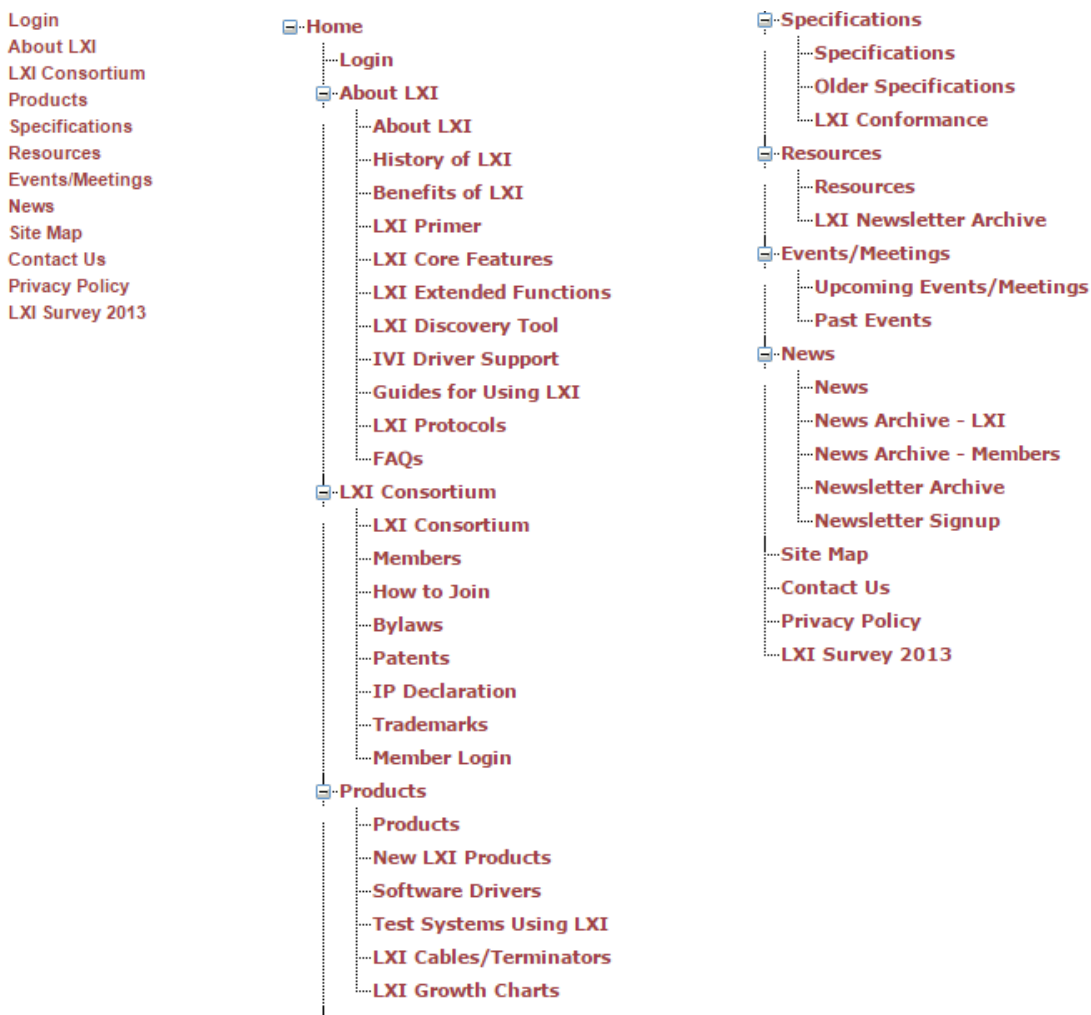 Login
About LXI
LXI Consortium
Products
Specifications
Resources
Events/Meetings
News
Site Map
Contact Us
Privacy Policy
LXI Survey 2013
Home
Login
About LXI
About LXI
History of LXI
Benefits of LXI
LXI Primer
LXI Core Features
LXI Extended Functions
LXI Discovery Tool
IVI Driver Support
Guides for Using LXI
LXI Protocols
FAQs
LXI Consortium
LXI Consortium
Members
How to Join
Bylaws
Patents
IP Declaration
Trademarks
Member Login
Products
Products
New LXI Products
Software Drivers
Test Systems Using LXI
LXI Cables/Terminators
LXI Growth Charts
Specifications
Specifications
Older Specifications
LXI Conformance
Resources
Resources
LXI Newsletter Archive
Events/Meetings
Upcoming Events/Meetings
Past Events
News
News
News Archive - LXI
News Archive - Members
Newsletter Archive
Newsletter Signup
Site Map
Contact Us
Privacy Policy
LXI Survey 2013